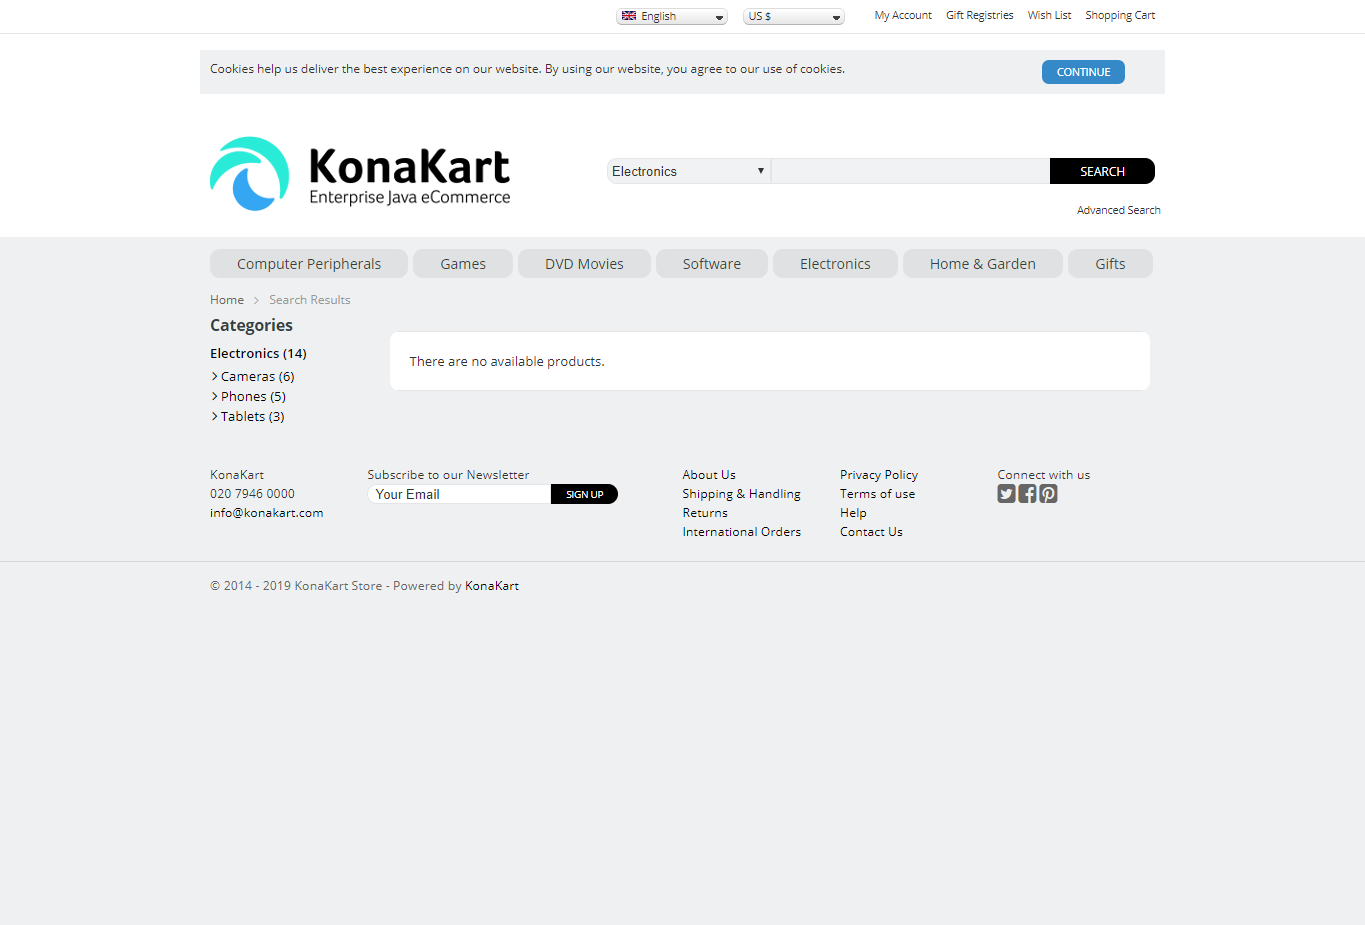 English US $ My Account Gift Registries Wish List Shopping Cart
Cookies help us deliver the best experience on our website. By using our website, you agree to our use of cookies. CONTINUE
KonaKart
Enterprise Java eCommerce
Electronics SEARCH
Advanced Search
Computer Peripherals Games DVD Movies Software Electronics Home & Garden Gifts
Home > Search Results
Categories
Electronics (14)
> Cameras (6)
> Phones (5)
> Tablets (3)
There are no available products.
KonaKart
020 7946 0000
info@konakart.com
Subscribe to our Newsletter
Your Email SIGN UP
About Us
Shipping & Handling
Returns
International Orders
Privacy Policy
Terms of use
Help
Contact Us
Connect with us
© 2014 - 2019 KonaKart Store - Powered by KonaKart